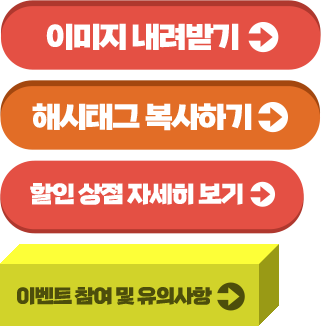 이미지 내려받기
해시태그 복사하기
할인 상점 자세히 보기
이벤트 참여 및 유의사항